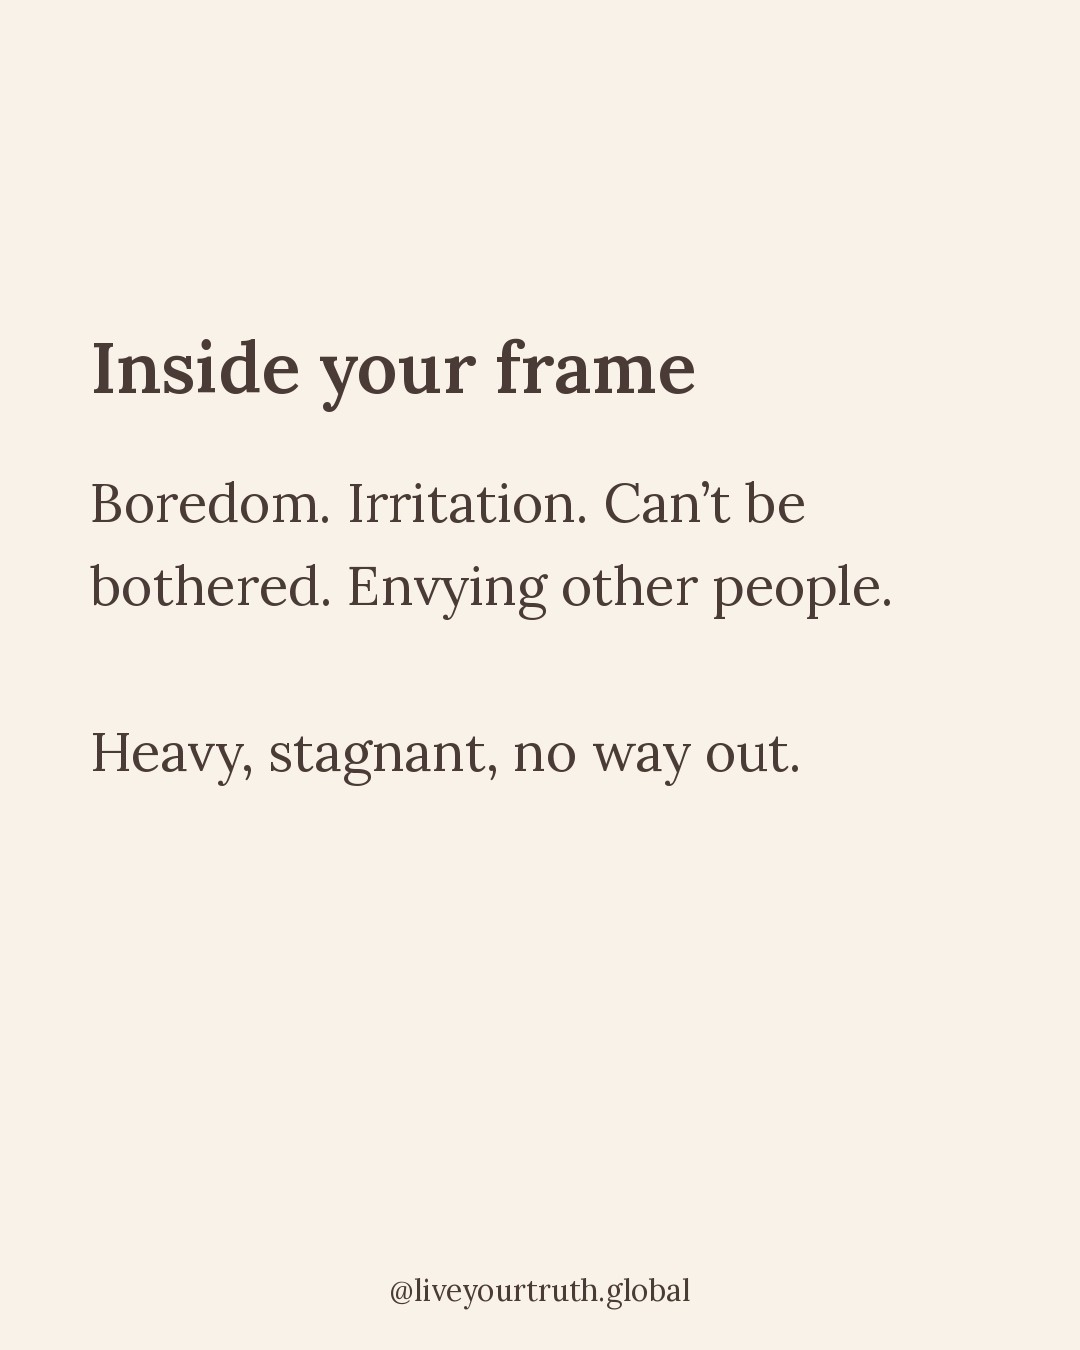 Inside your frame
Boredom. Irritation. Can’t be
bothered. Envying other people.
Heavy, stagnant, no way out.
@liveyourtruth.global